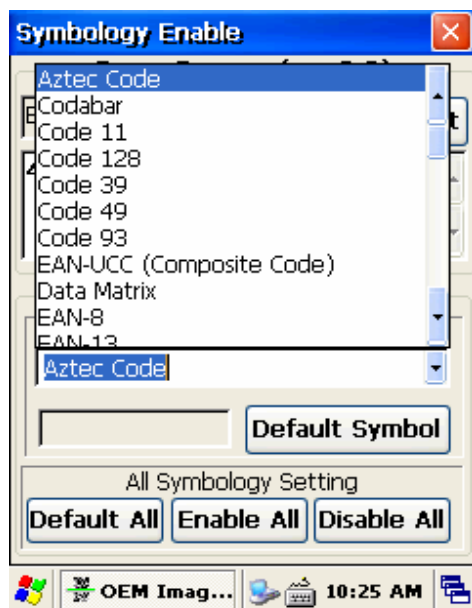 Symbology Enable
Aztec Code
Codabar
Code 11
Code 128
Code 39
Code 49
Code 93
EAN-UCC (Composite Code)
Data Matrix
EAN-8
EAN-13
Aztec Code
Default Symbol
All Symbology Setting
Default All Enable All Disable All
OEM Imag... 10:25 AM